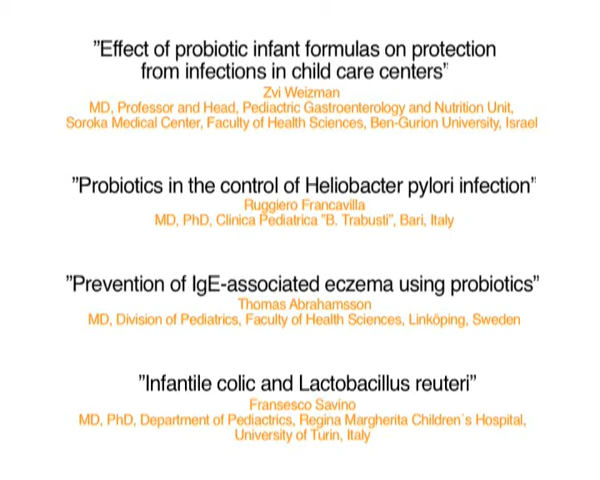 ”Effect of probiotic infant formulas on protection
from infections in child care centers”
Zvi Weizman
MD, Professor and Head, Pediactric Gastroenterology and Nutrition Unit,
Soroka Medical Center, Faculty of Health Sciences, Ben-Gurion University, Israel
”Probiotics in the control of Heliobacter pylori infection”
Ruggiero Francavilla
MD, PhD, Clinica Pediatrica ”B. Trabusti”, Bari, Italy
”Prevention of IgE-associated eczema using probiotics”
Thomas Abrahamsson
MD, Division of Pediatrics, Faculty of Health Sciences, Linköping, Sweden
”Infantile colic and Lactobacillus reuteri”
Fransesco Savino
MD, PhD, Department of Pediactrics, Regina Margherita Children´s Hospital,
University of Turin, Italy